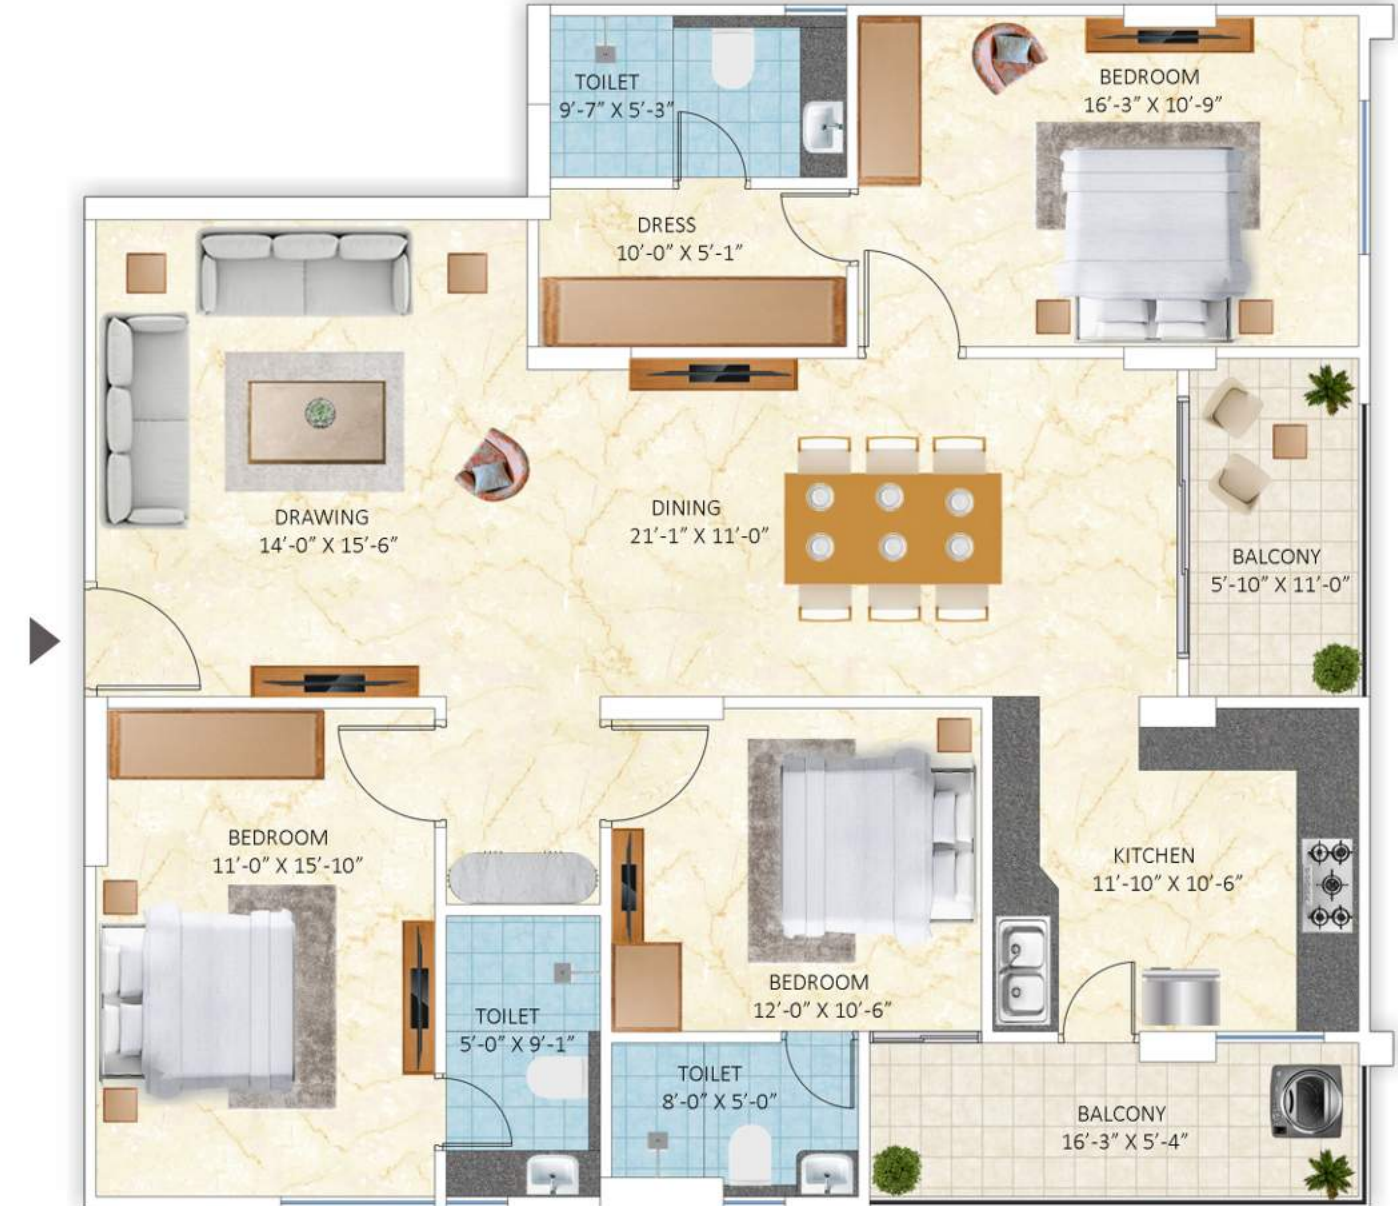 TOILET
9’-7” X 5’-3”
BEDROOM
16’-3” X 10’-9”
DRESS
10’-0” X 5’-1”
DRAWING
14’-0” X 15’-6”
DINING
21’-1” X 11’-0”
BALCONY
5’-10” X 11’-0”
BEDROOM
11’-0” X 15’-10”
KITCHEN
11’-10” X 10’-6”
BEDROOM
12’-0” X 10’-6”
TOILET
5’-0” X 9’-1”
TOILET
8’-0” X 5’-0”
BALCONY
16’-3” X 5’-4”